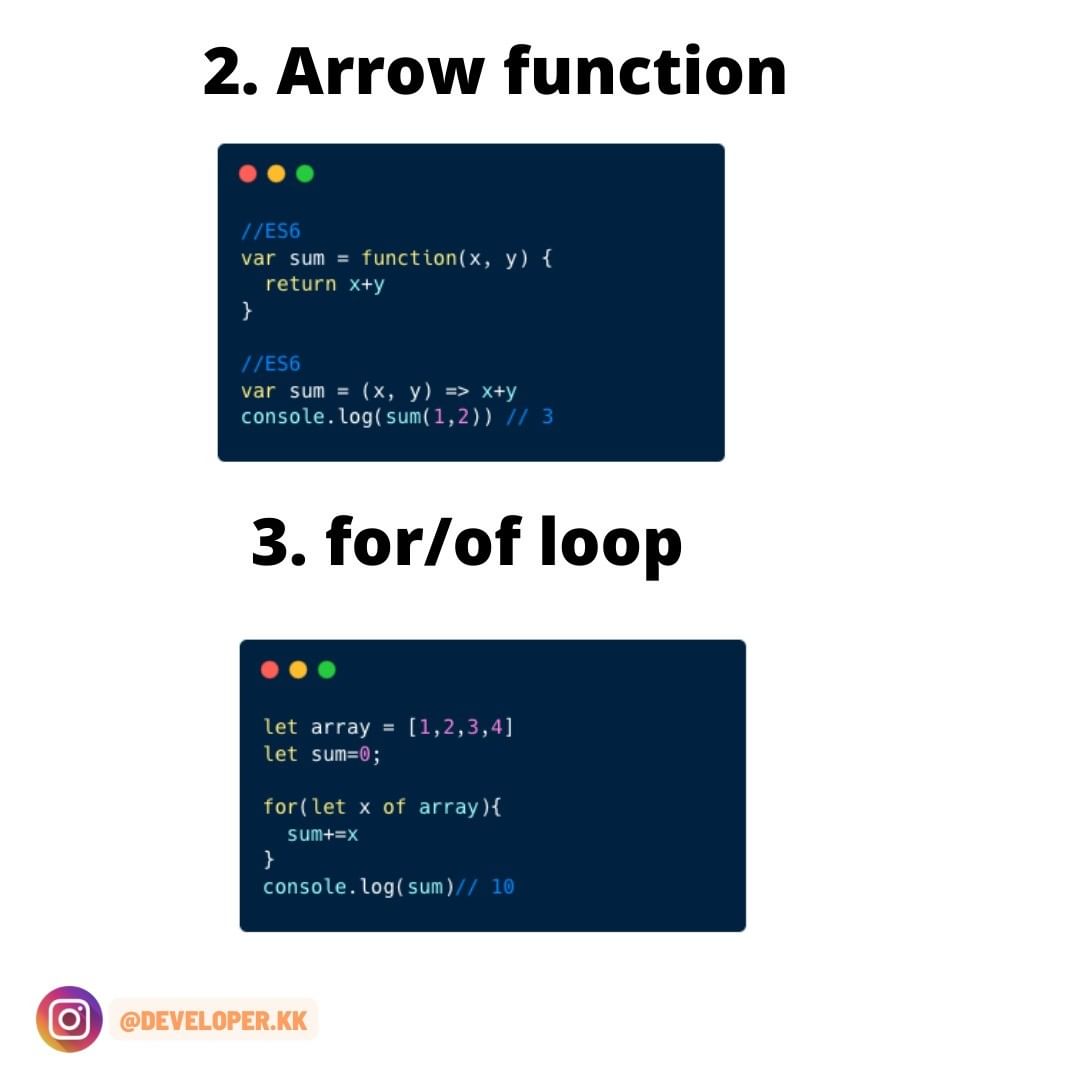 2. Arrow function
//ES6
var sum = function(x, y) {
  return x+y
}
//ES6
var sum = (x, y) => x+y
console.log(sum(1,2)) // 3
3. for/of loop
let array = [1,2,3,4]
let sum=0;
for(let x of array){
  sum+=x
}
console.log(sum)// 10
@DEVELOPER.KK